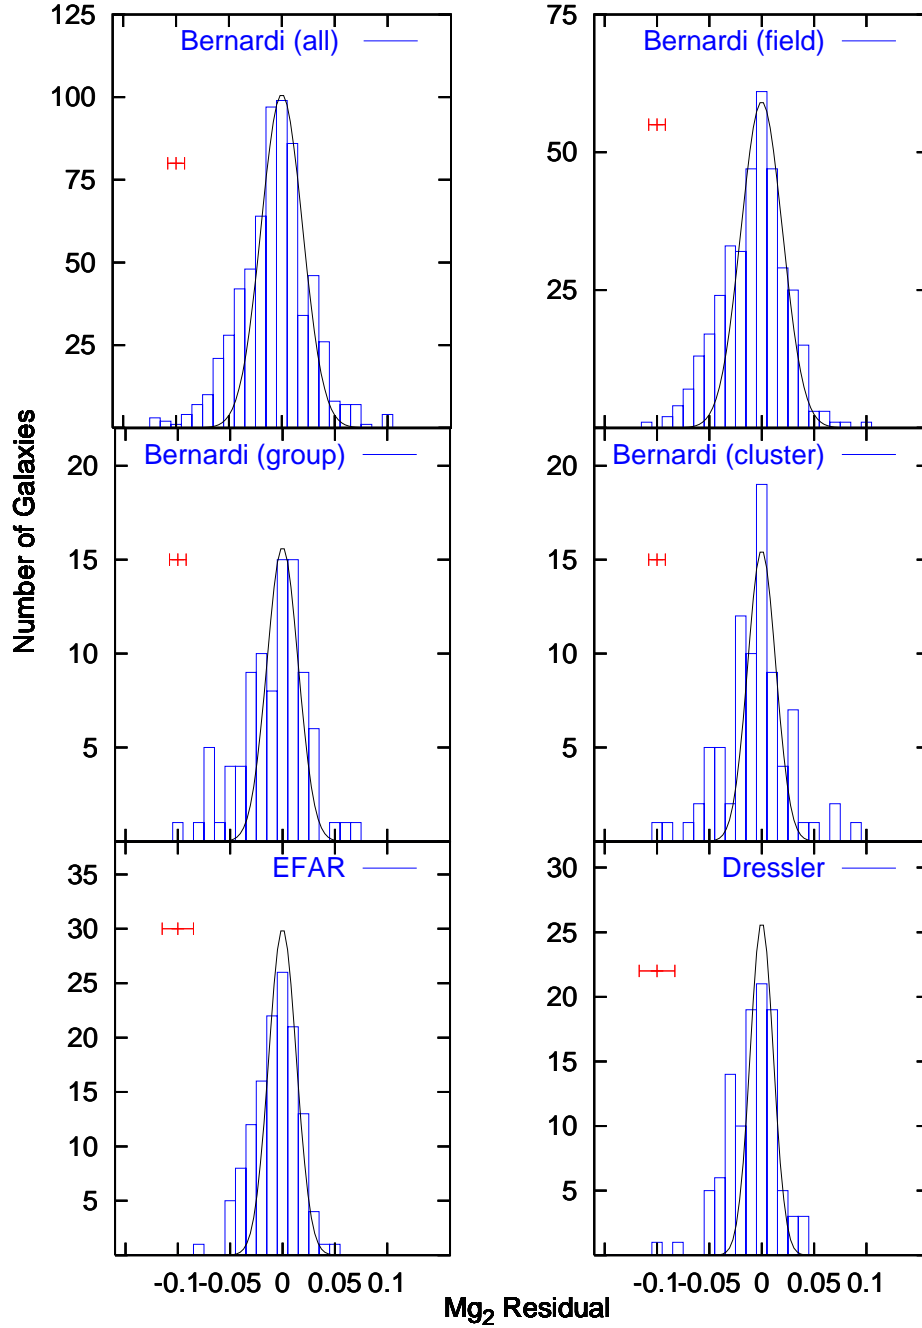 125
100
75
50
25
Bernardi (all)
75
50
25
Bernardi (field)
Number of Galaxies
20
15
10
5
Bernardi (group)
20
15
10
5
Bernardi (cluster)
35
30
25
20
15
10
5
EFAR
30
25
20
15
10
5
Dressler
-0.1 -0.05 0 0.05 0.1
-0.1 -0.05 0 0.05 0.1
Mg₂ Residual